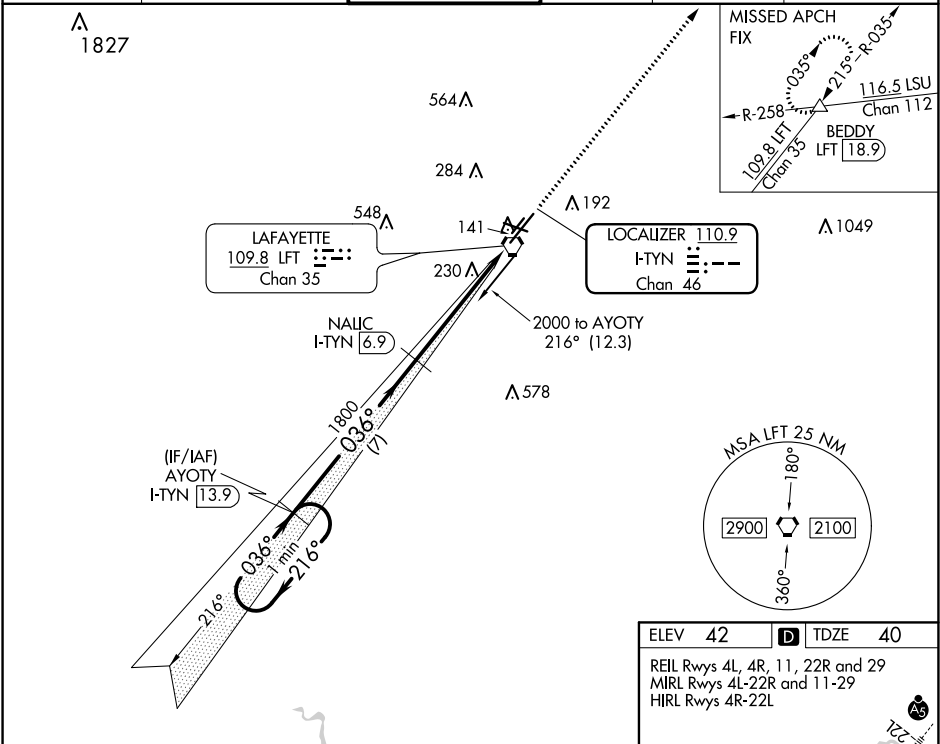 1827
MISSED APCH
FIX
035°
215°
R-035
R-258
116.5 LSU
Chan 112
109.8 LFT
Chan 35
BEDDY
LFT 18.9
564
284
548
192
141
1049
LAFAYETTE
109.8 LFT
Chan 35
LOCALIZER 110.9
I-TYN
Chan 46
230
NALIC
I-TYN 6.9
2000 to AYOTY
216° (12.3)
578
1800
036°
(7)
(IF/IAF)
AYOTY
I-TYN 13.9
036°
1 min
216°
216°
MSA LFT 25 NM
180°
2900
2100
360°
ELEV 42 D TDZE 40
REIL Rwys 4L, 4R, 11, 22R and 29
MIRL Rwys 4L-22R and 11-29
HIRL Rwys 4R-22L
A5
22L